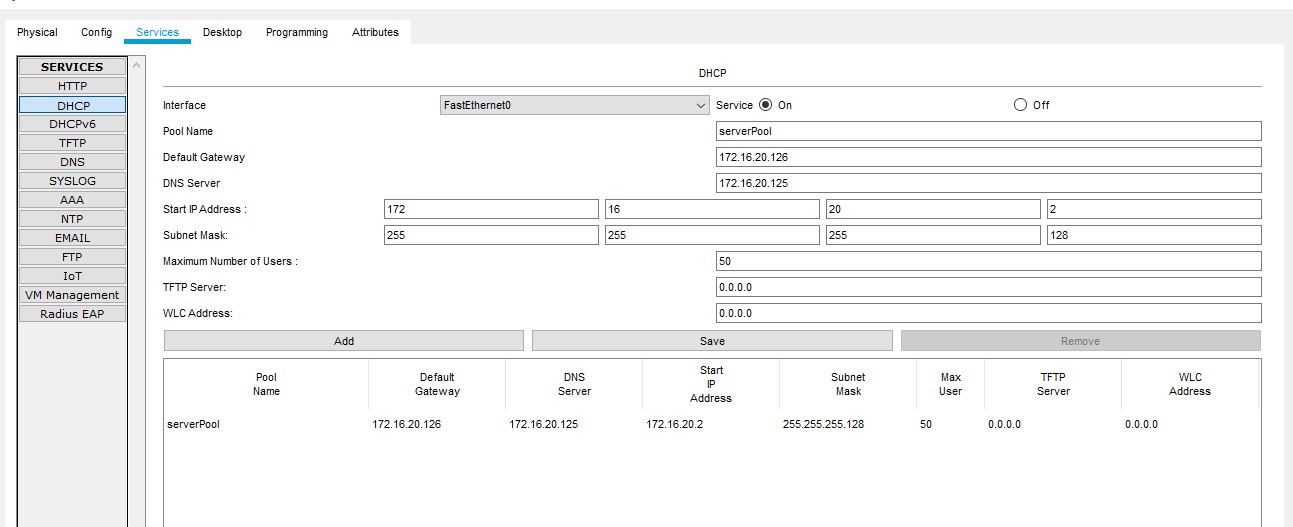 Physical Config Services Desktop Programming Attributes
SERVICES
HTTP
DHCP
DHCPv6
TFTP
DNS
SYSLOG
AAA
NTP
EMAIL
FTP
IoT
VM Management
Radius EAP
DHCP
Interface FastEthernet0 Service On Off
Pool Name serverPool
Default Gateway 172.16.20.126
DNS Server 172.16.20.125
Start IP Address : 172 16 20 2
Subnet Mask: 255 255 255 128
Maximum Number of Users : 50
TFTP Server: 0.0.0.0
WLC Address: 0.0.0.0
Add Save Remove
Pool Name Default Gateway DNS Server Start IP Address Subnet Mask Max User TFTP Server WLC Address
serverPool 172.16.20.126 172.16.20.125 172.16.20.2 255.255.255.128 50 0.0.0.0 0.0.0.0